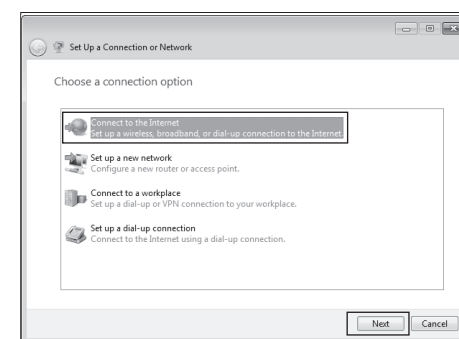 Set Up a Connection or Network
Choose a connection option
Connect to the Internet
Set up a wireless, broadband, or dial-up connection to the Internet.
Set up a new network
Configure a new router or access point.
Connect to a workplace
Set up a dial-up or VPN connection to your workplace.
Set up a dial-up connection
Connect to the Internet using a dial-up connection.
Next Cancel